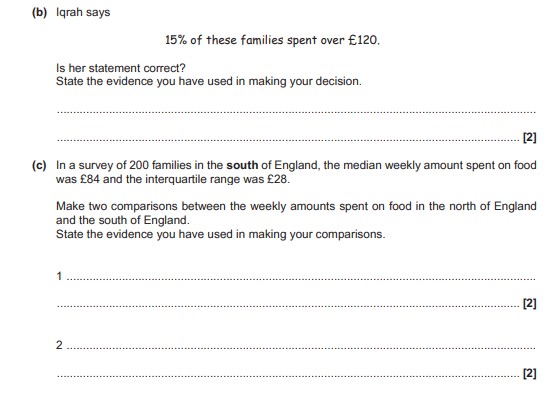 (b) Iqrah says
15% of these families spent over £120.
Is her statement correct?
State the evidence you have used in making your decision.
..........................................................................................................................................
.................................................................................................................................. [2]
(c) In a survey of 200 families in the south of England, the median weekly amount spent on food
was £84 and the interquartile range was £28.
Make two comparisons between the weekly amounts spent on food in the north of England
and the south of England.
State the evidence you have used in making your comparisons.
1 ......................................................................................................................................
.................................................................................................................................. [2]
2 ......................................................................................................................................
.................................................................................................................................. [2]